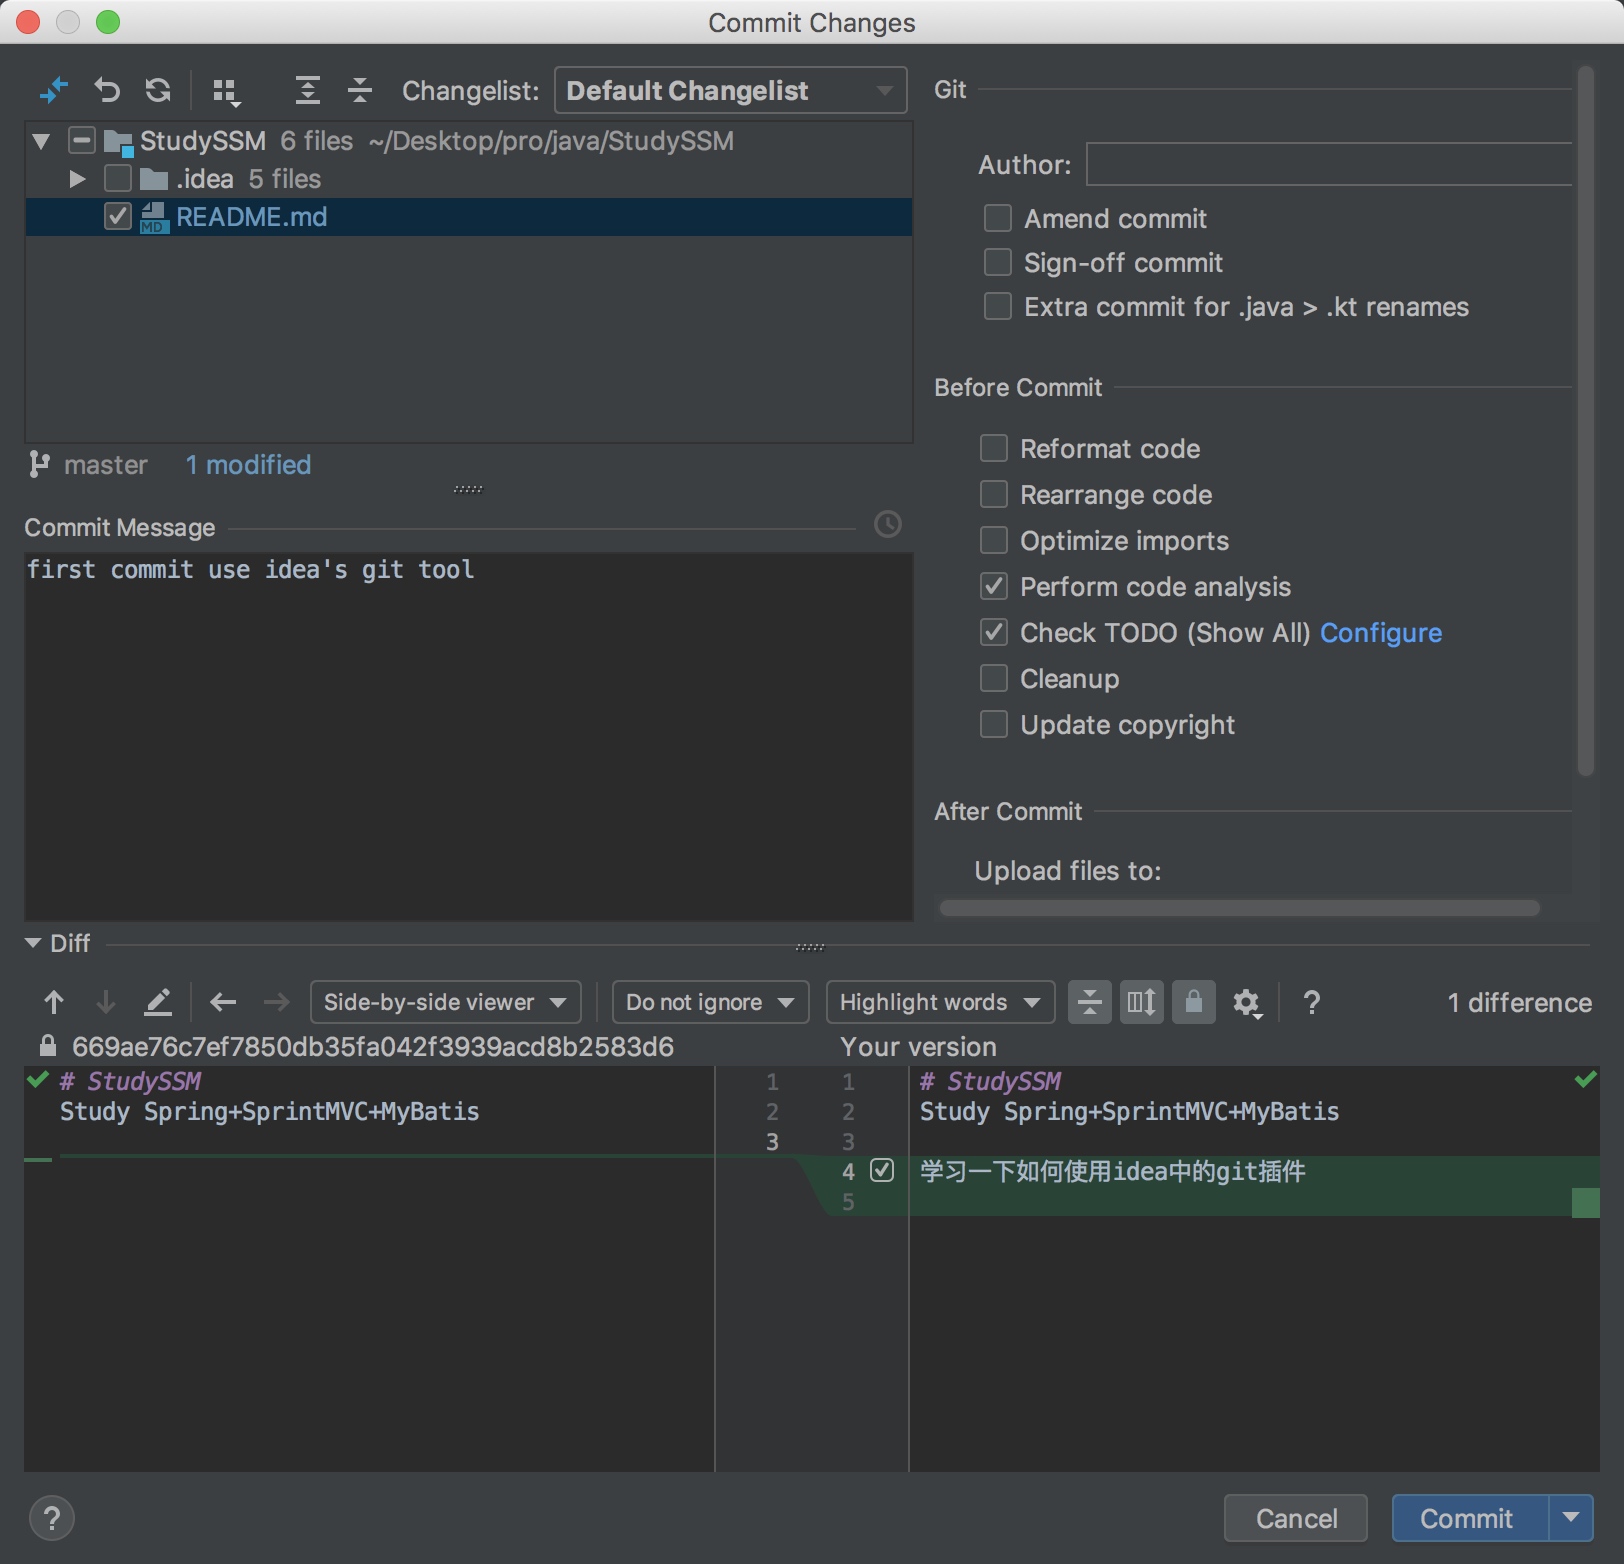 Commit Changes
Changelist: Default Changelist
StudySSM 6 files ~/Desktop/pro/java/StudySSM
.idea 5 files
MD README.md
master 1 modified
Commit Message
first commit use idea's git tool
Git
Author:
Amend commit
Sign-off commit
Extra commit for .java > .kt renames
Before Commit
Reformat code
Rearrange code
Optimize imports
Perform code analysis
Check TODO (Show All) Configure
Cleanup
Update copyright
After Commit
Upload files to:
Diff
Side-by-side viewer Do not ignore Highlight words ? 1 difference
669ae76c7ef7850db35fa042f3939acd8b2583d6 Your version
# StudySSM 1 1 # StudySSM
Study Spring+SprintMVC+MyBatis 2 2 Study Spring+SprintMVC+MyBatis
3 3
4 学习一下如何使用idea中的git插件
5
? Cancel Commit